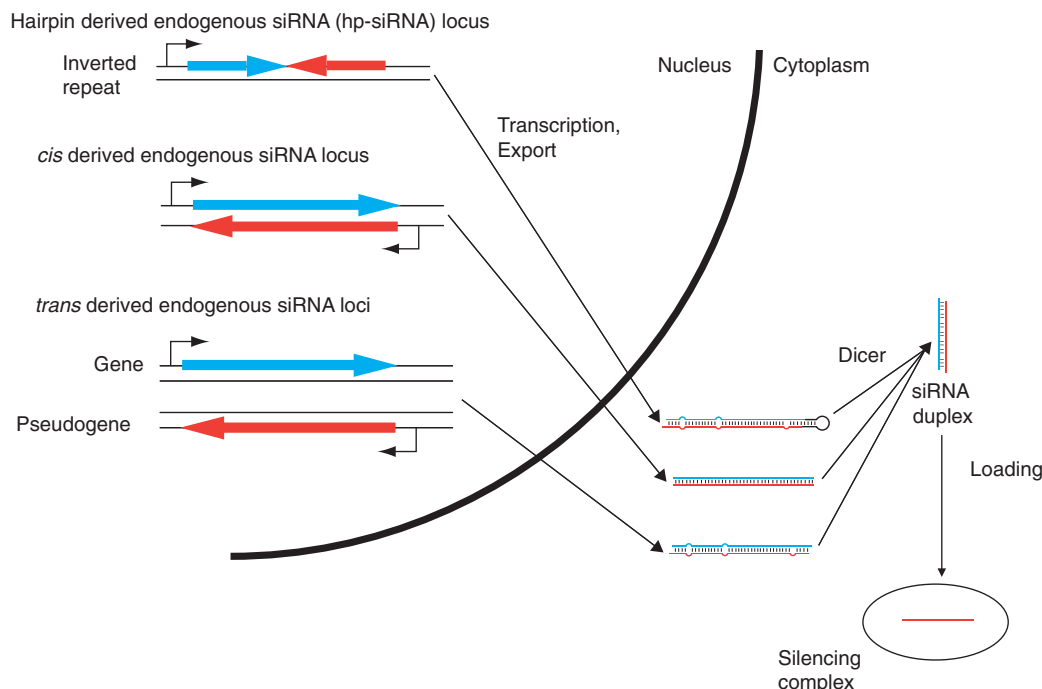 Hairpin derived endogenous siRNA (hp-siRNA) locus
Inverted
repeat
Nucleus
Cytoplasm
Transcription,
Export
cis derived endogenous siRNA locus
trans derived endogenous siRNA loci
Gene
Pseudogene
Dicer
siRNA
duplex
Loading
Silencing
complex